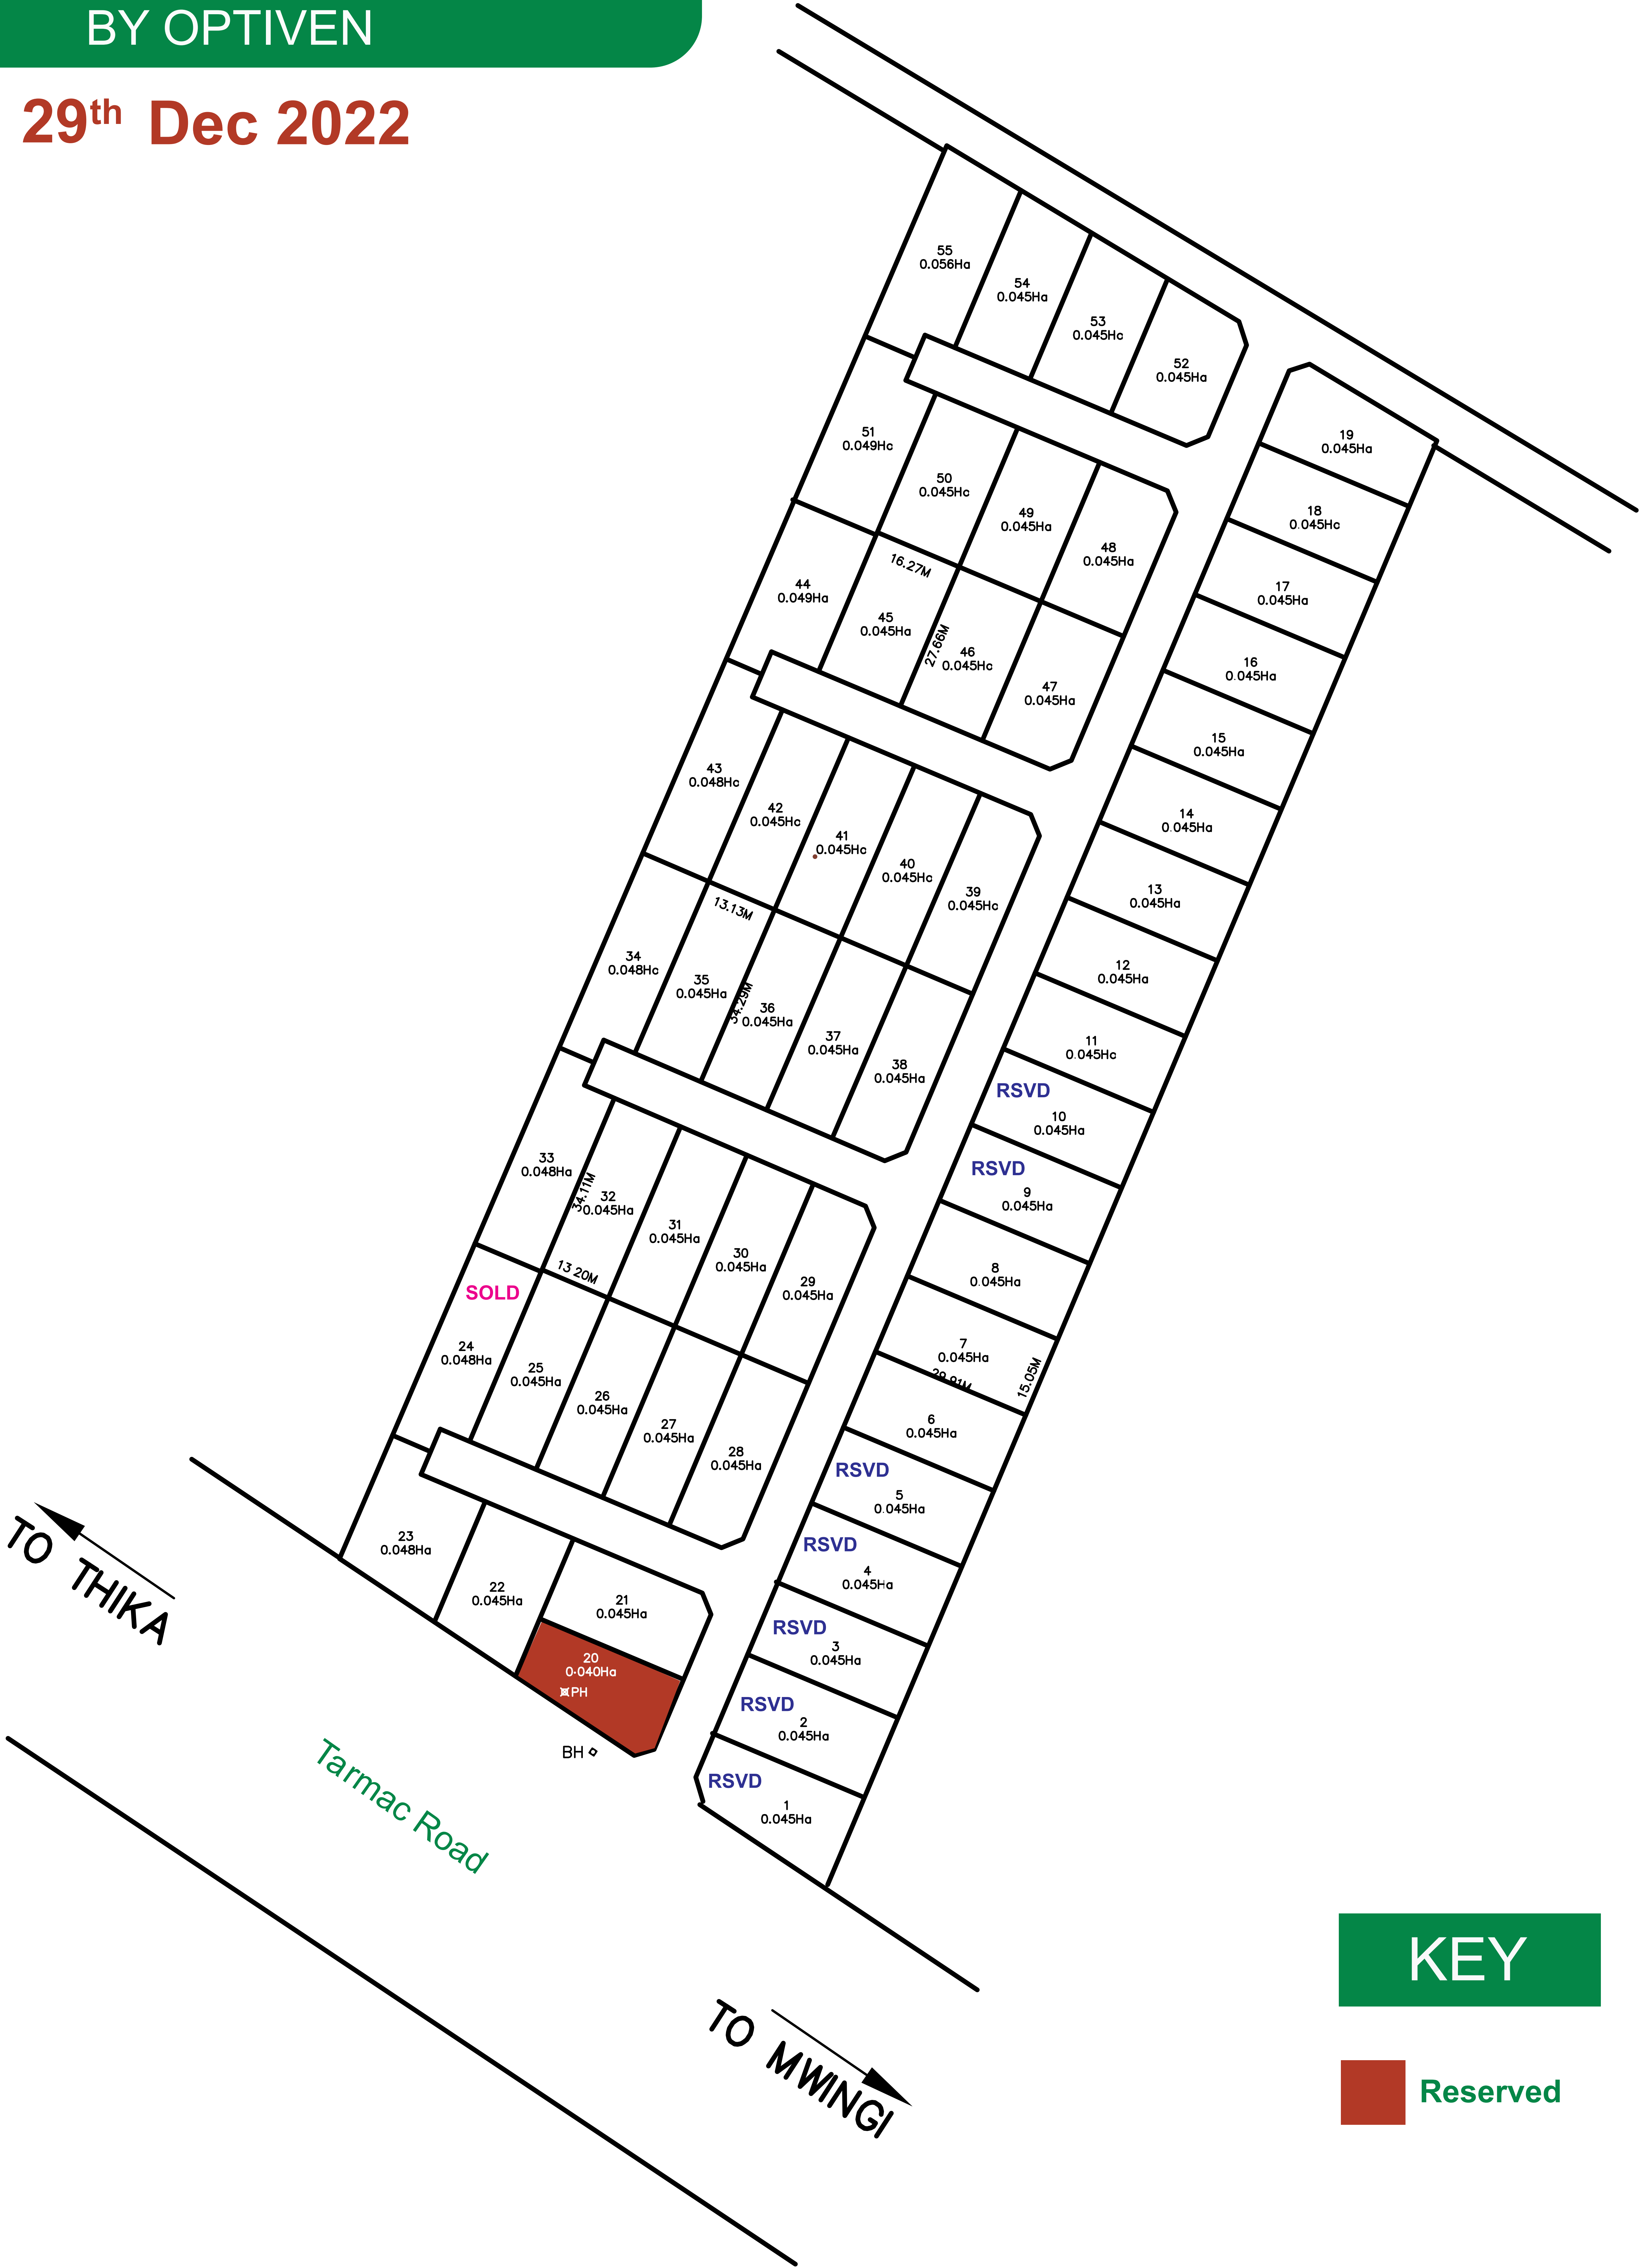 BY OPTIVEN
29th Dec 2022
55
0.056Ha
54
0.045Ha
53
0.045Ha
52
0.045Ha
51
0.049Ha
50
0.045Ha
49
0.045Ha
48
0.045Ha
16.27M
44
0.049Ha
45
0.045Ha
27.66M
46
0.045Ha
47
0.045Ha
19
0.045Ha
18
0.045Ha
17
0.045Ha
16
0.045Ha
15
0.045Ha
14
0.045Ha
13
0.045Ha
12
0.045Ha
11
0.045Ha
RSVD
10
0.045Ha
RSVD
9
0.045Ha
8
0.045Ha
7
0.045Ha
29.91M
15.05M
6
0.045Ha
RSVD
5
0.045Ha
RSVD
4
0.045Ha
RSVD
3
0.045Ha
RSVD
2
0.045Ha
RSVD
1
0.045Ha
43
0.048Ha
42
0.045Ha
41
0.045Ha
40
0.045Ha
39
0.045Ha
13.13M
34
0.048Ha
35
0.045Ha
34.29M
36
0.045Ha
37
0.045Ha
38
0.045Ha
33
0.048Ha
34.11M
32
0.045Ha
31
0.045Ha
30
0.045Ha
29
0.045Ha
13.20M
SOLD
24
0.048Ha
25
0.045Ha
26
0.045Ha
27
0.045Ha
28
0.045Ha
23
0.048Ha
22
0.045Ha
21
0.045Ha
20
0.040Ha
PH
BH
TO THIKA
Tarmac Road
TO MWINGI
KEY
Reserved